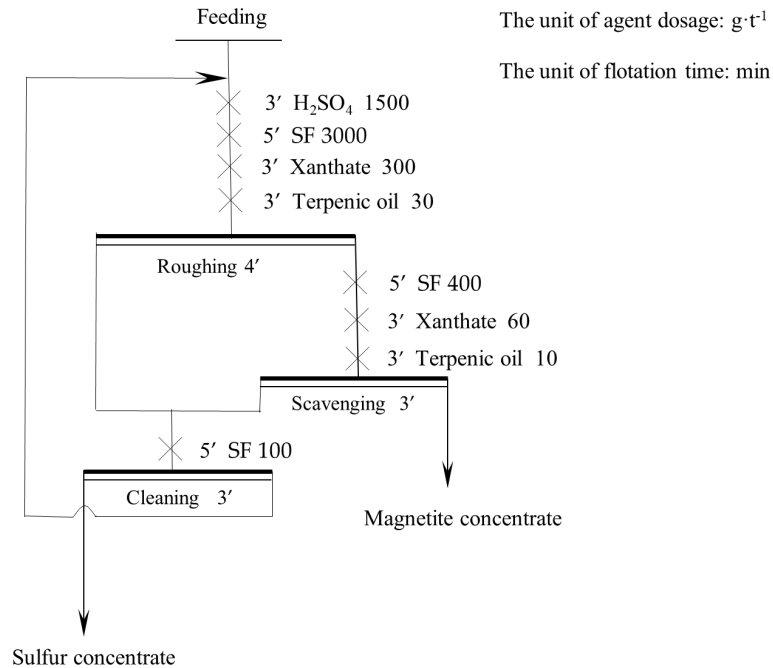 Feeding
The unit of agent dosage: g·t⁻¹
The unit of flotation time: min
3′ H₂SO₄ 1500
5′ SF 3000
3′ Xanthate 300
3′ Terpenic oil 30
Roughing 4′
5′ SF 400
3′ Xanthate 60
3′ Terpenic oil 10
Scavenging 3′
5′ SF 100
Cleaning 3′
Magnetite concentrate
Sulfur concentrate